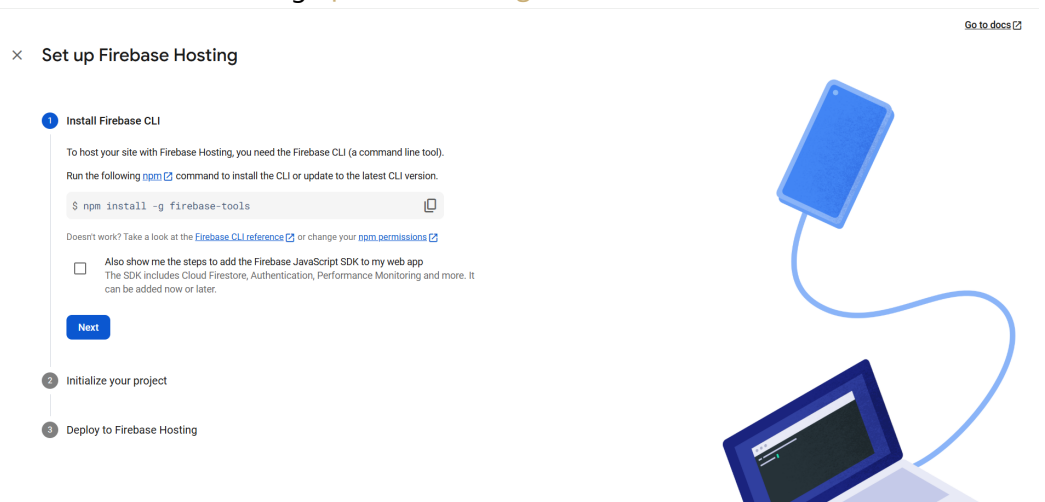 Go to docs
Set up Firebase Hosting
1 Install Firebase CLI
To host your site with Firebase Hosting, you need the Firebase CLI (a command line tool).
Run the following npm command to install the CLI or update to the latest CLI version.
$ npm install -g firebase-tools
Doesn't work? Take a look at the Firebase CLI reference or change your npm permissions
Also show me the steps to add the Firebase JavaScript SDK to my web app
The SDK includes Cloud Firestore, Authentication, Performance Monitoring and more. It
can be added now or later.
Next
2 Initialize your project
3 Deploy to Firebase Hosting